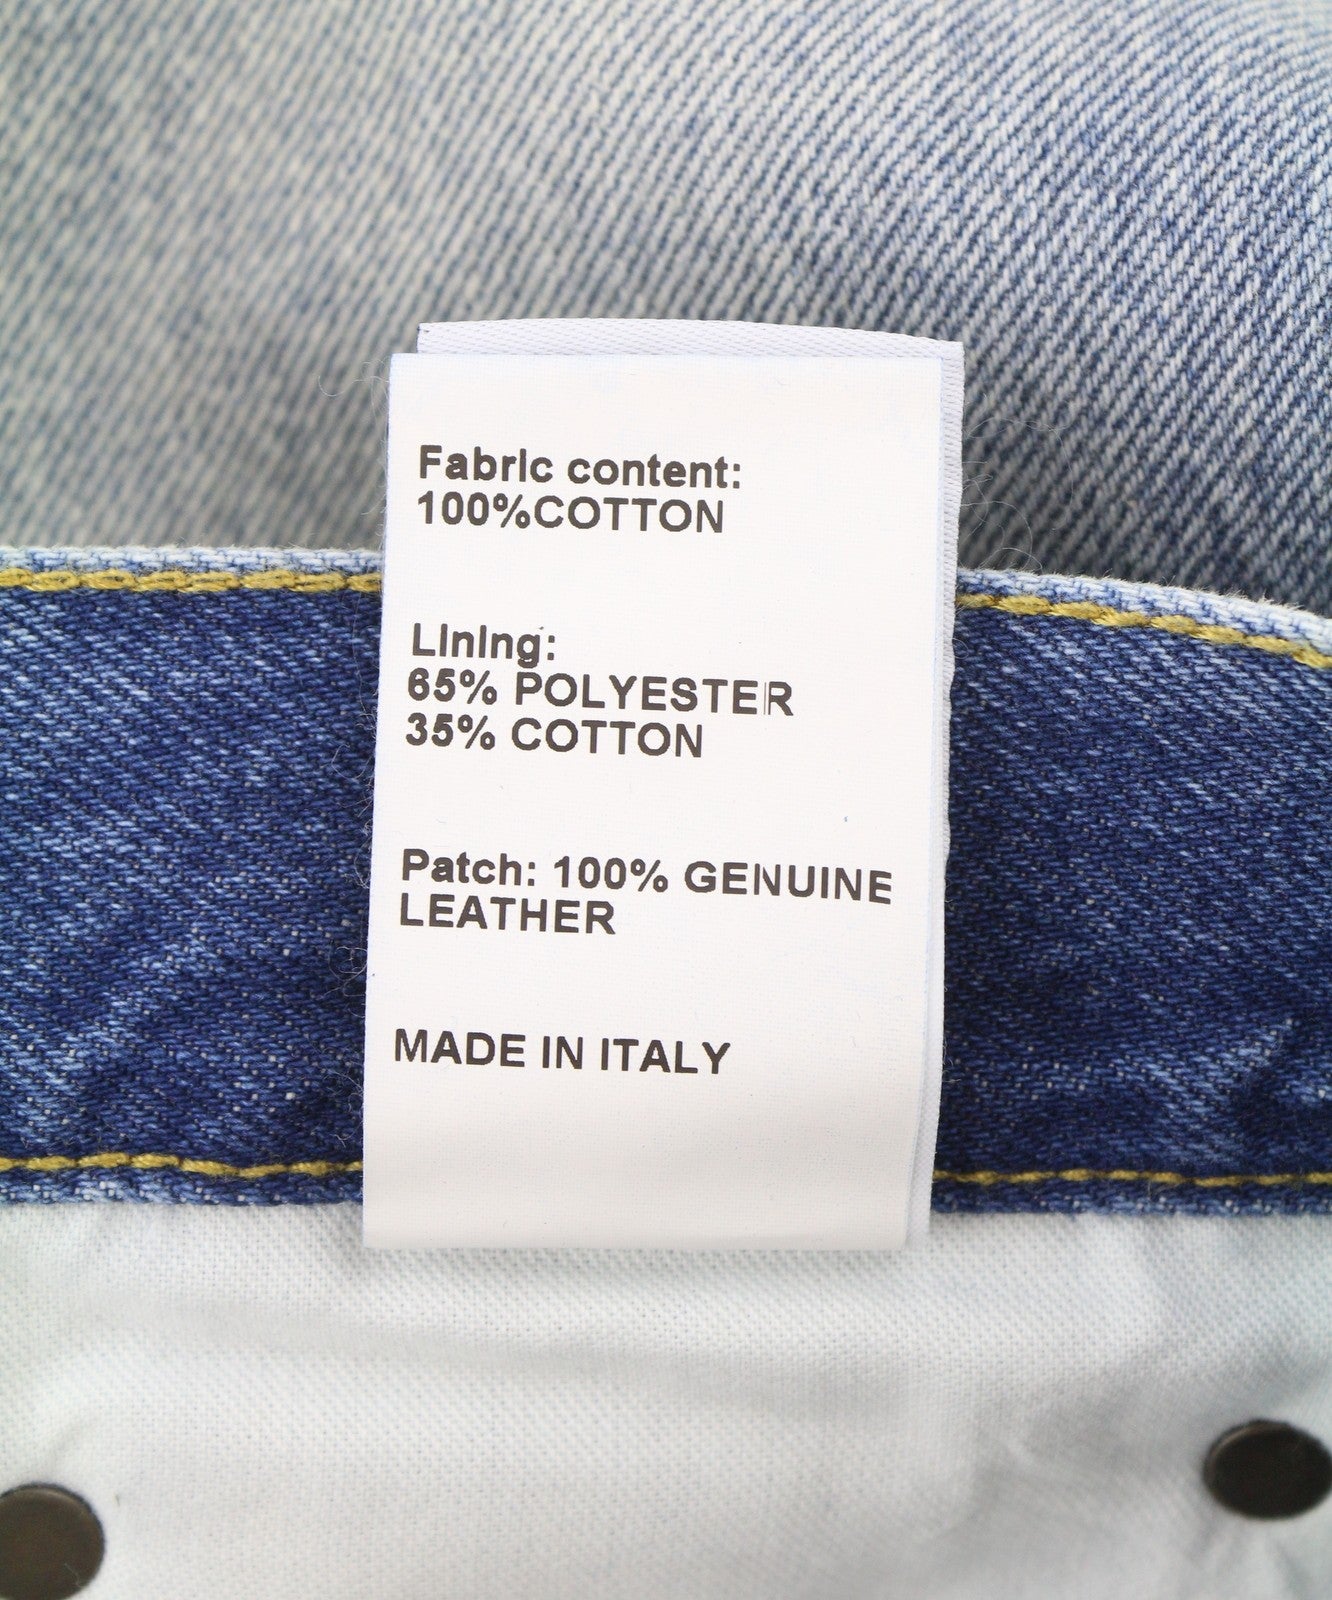 Fabric content:
100%COTTON
Lining:
65% POLYESTER
35% COTTON
Patch: 100% GENUINE
LEATHER
MADE IN ITALY